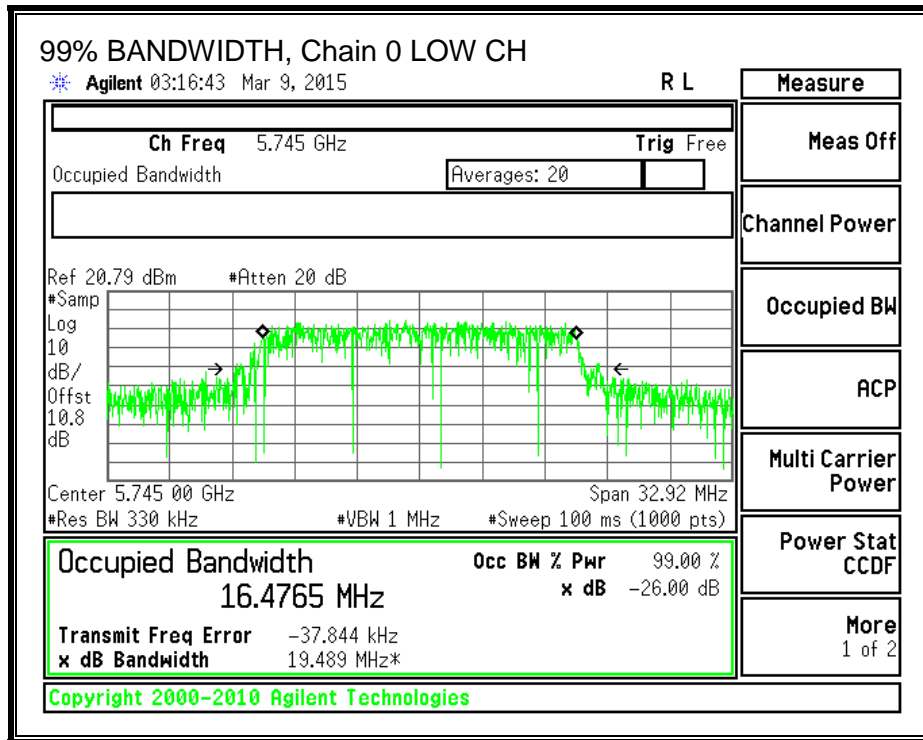 99% BANDWIDTH, Chain 0 LOW CH
Agilent 03:16:43 Mar 9, 2015 R L
Measure
Ch Freq 5.745 GHz Trig Free
Occupied Bandwidth Averages: 20
Meas Off
Channel Power
Occupied BW
ACP
Multi Carrier
Power
Power Stat
CCDF
More
1 of 2
Ref 20.79 dBm #Atten 20 dB
#Samp
Log
10
dB/
Offst
10.8
dB
Center 5.745 00 GHz Span 32.92 MHz
#Res BW 330 kHz #VBW 1 MHz #Sweep 100 ms (1000 pts)
Occupied Bandwidth Occ BW % Pwr 99.00 %
16.4765 MHz x dB -26.00 dB
Transmit Freq Error -37.844 kHz
x dB Bandwidth 19.489 MHz*
Copyright 2000-2010 Agilent Technologies